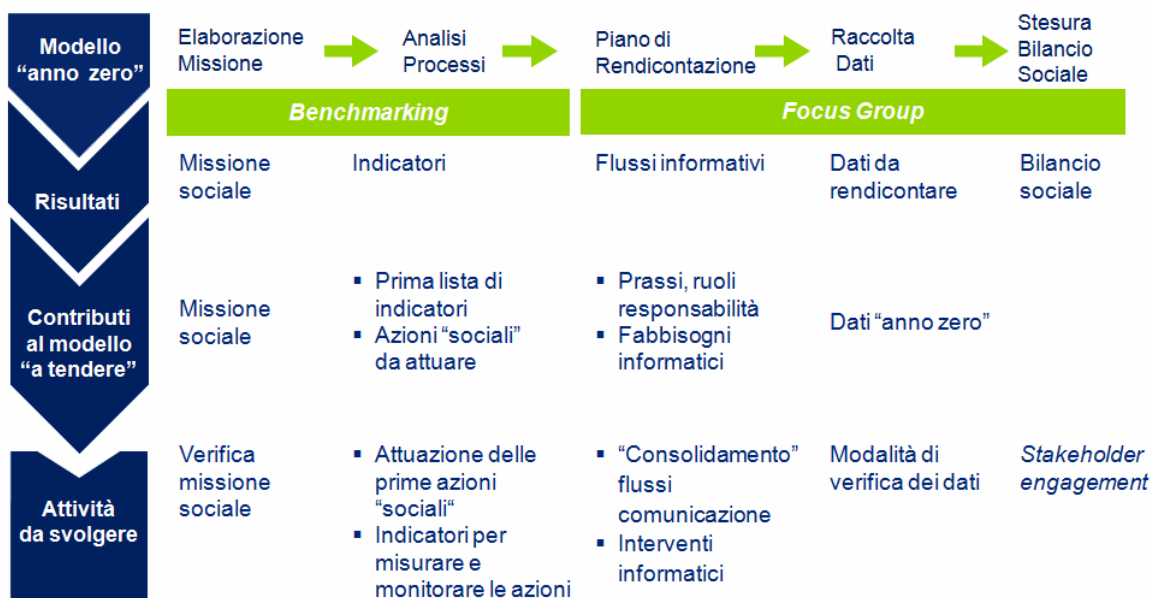 Modello
“anno zero”
Elaborazione
Missione
Analisi
Processi
Piano di
Rendicontazione
Raccolta
Dati
Stesura
Bilancio
Sociale
Benchmarking
Focus Group
Risultati
Missione
sociale
Indicatori
Flussi informativi
Dati da
rendicontare
Bilancio
sociale
Contributi
al modello
“a tendere”
Missione
sociale
▪ Prima lista di
indicatori
▪ Azioni “sociali”
da attuare
▪ Prassi, ruoli
responsabilità
▪ Fabbisogni
informatici
Dati “anno zero”
Attività
da svolgere
Verifica
missione
sociale
▪ Attuazione delle
prime azioni
“sociali“
▪ Indicatori per
misurare e
monitorare le azioni
▪ “Consolidamento”
flussi
comunicazione
▪ Interventi
informatici
Modalità di
verifica dei dati
Stakeholder
engagement